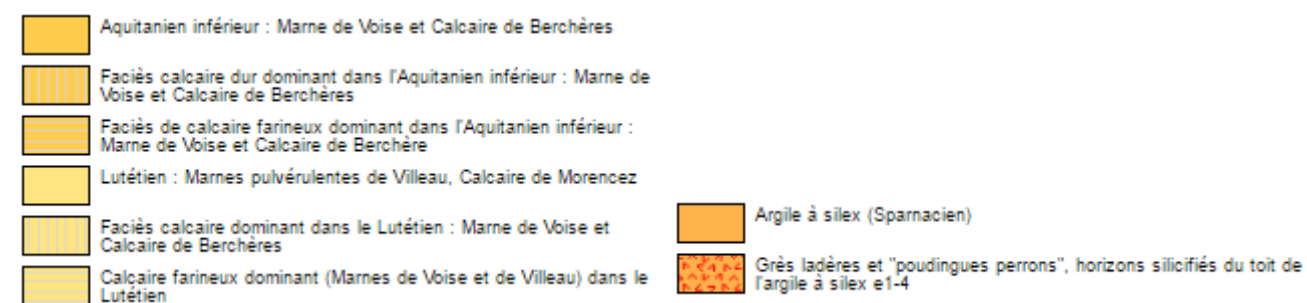 Aquitanien inférieur : Marne de Voise et Calcaire de Berchères
Faciès calcaire dur dominant dans l'Aquitanien inférieur : Marne de
Voise et Calcaire de Berchères
Faciès de calcaire farineux dominant dans l'Aquitanien inférieur :
Marne de Voise et Calcaire de Berchère
Lutétien : Marnes pulvérulentes de Villeau, Calcaire de Morencez
Faciès calcaire dominant dans le Lutétien : Marne de Voise et
Calcaire de Berchères
Calcaire farineux dominant (Marnes de Voise et de Villeau) dans le
Lutétien
Argile à silex (Sparnacien)
Grès ladères et "poudingues perrons", horizons silicifiés du toit de
l'argile à silex e1-4